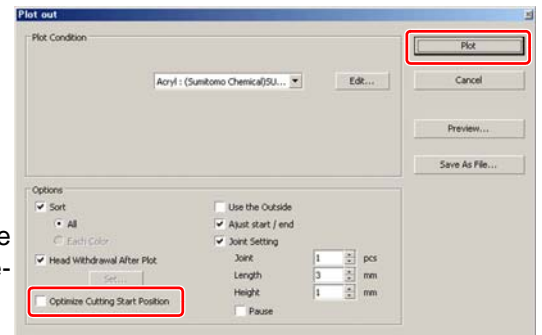 Plot out
Plot Condition
Plot
Acryl : (Sumitomo Chemical)SU...
Edit...
Cancel
Preview...
Save As File...
Options
Sort
Use the Outside
All
Ajust start / end
Each Color
Joint Setting
e
Head Withdrawal After Plot
Joint 1 pcs
e-
Set...
Length 3 mm
Optimize Cutting Start Position
Height 1 mm
Pause